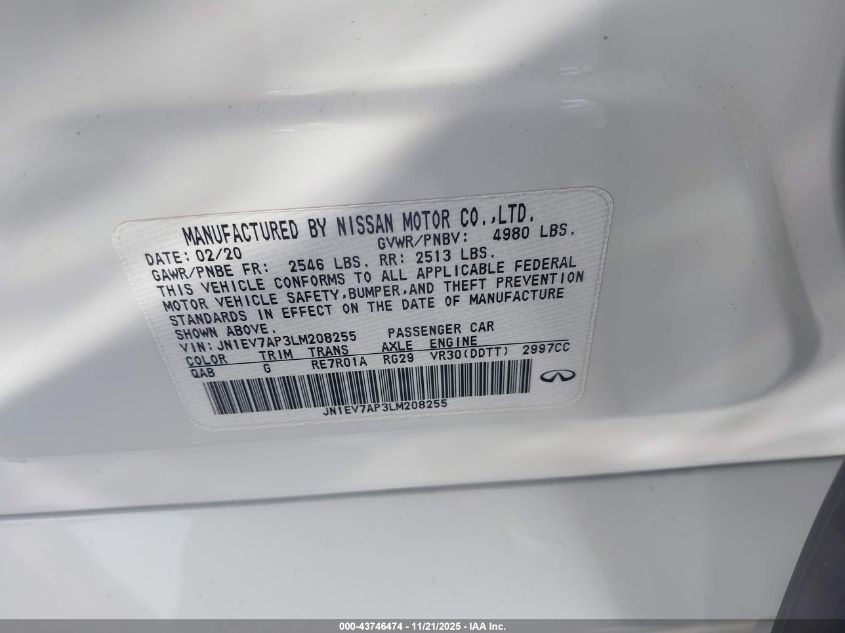 MANUFACTURED BY NISSAN MOTOR CO.,LTD.
DATE: 02/20 GVWR/PNBV: 4980 LBS.
GAWR/PNBE FR: 2546 LBS. RR: 2513 LBS.
THIS VEHICLE CONFORMS TO ALL APPLICABLE FEDERAL
MOTOR VEHICLE SAFETY,BUMPER,AND THEFT PREVENTION
STANDARDS IN EFFECT ON THE DATE OF MANUFACTURE
SHOWN ABOVE.
VIN: JN1EV7AP3LM208255 PASSENGER CAR
COLOR TRIM TRANS AXLE ENGINE
QAB G RE7R01A RG29 VR30(DDTT) 2997CC
JN1EV7AP3LM208255
000-43746474 - 11/21/2025 - IAA Inc.